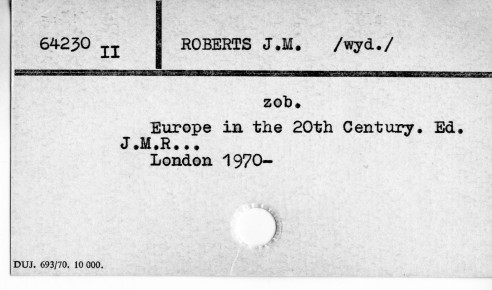 64230 II ROBERTS J.M. /wyd./
zob.
Europe in the 20th Century. Ed.
J.M.R...
London 1970-
DUJ. 693/70. 10 000.